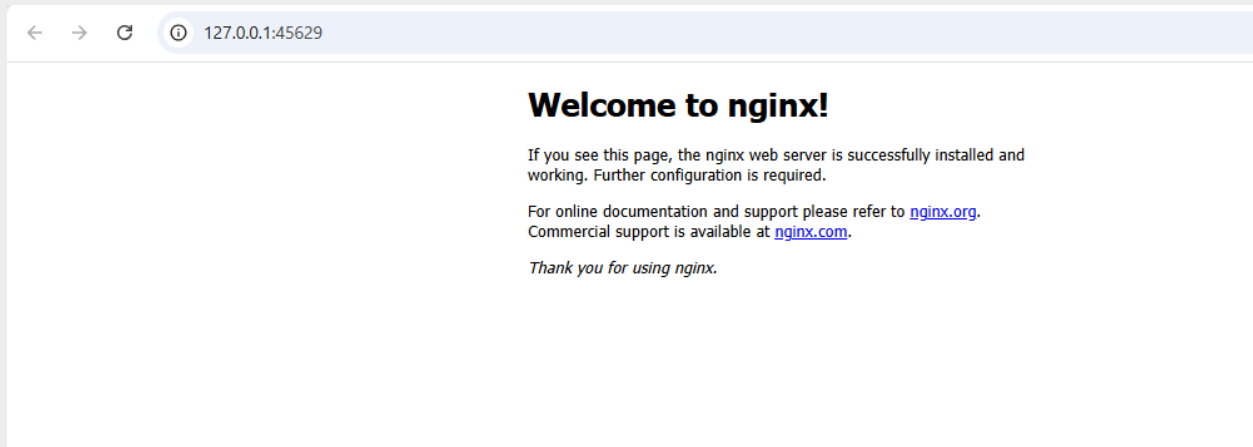 127.0.0.1:45629
Welcome to nginx!
If you see this page, the nginx web server is successfully installed and
working. Further configuration is required.
For online documentation and support please refer to nginx.org.
Commercial support is available at nginx.com.
Thank you for using nginx.